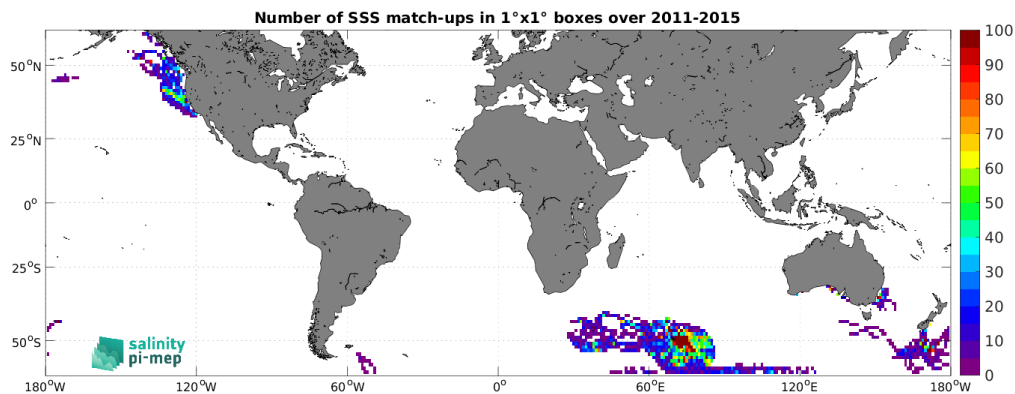 Number of SSS match-ups in 1°x1° boxes over 2011-2015
100
90
80
70
60
50
40
30
20
10
0
50°N
25°N
0°
25°S
50°S
salinity
pi-mep
180°W
120°W
60°W
0°
60°E
120°E
180°W